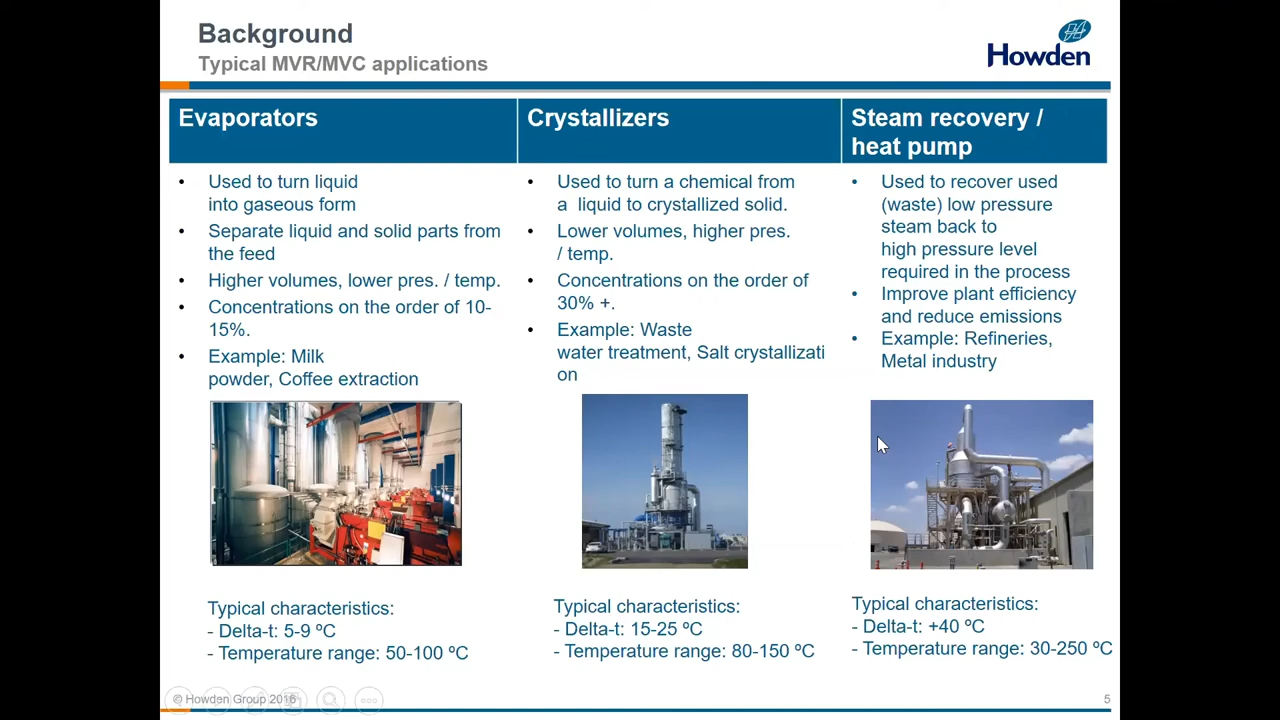 Background
Typical MVR/MVC applications
Howden
Evaporators
Used to turn liquid
into gaseous form
Separate liquid and solid parts from
the feed
Higher volumes, lower pres. / temp.
Concentrations on the order of 10-
15%.
Example: Milk
powder, Coffee extraction
Typical characteristics:
- Delta-t: 5-9 ºC
- Temperature range: 50-100 ºC
Crystallizers
Used to turn a chemical from
a liquid to crystallized solid.
Lower volumes, higher pres.
/ temp.
Concentrations on the order of
30% +.
Example: Waste
water treatment, Salt crystallizati
on
Typical characteristics:
- Delta-t: 15-25 ºC
- Temperature range: 80-150 ºC
Steam recovery /
heat pump
Used to recover used
(waste) low pressure
steam back to
high pressure level
required in the process
Improve plant efficiency
and reduce emissions
Example: Refineries,
Metal industry
Typical characteristics:
- Delta-t: +40 ºC
- Temperature range: 30-250 ºC
© Howden Group 2016
5